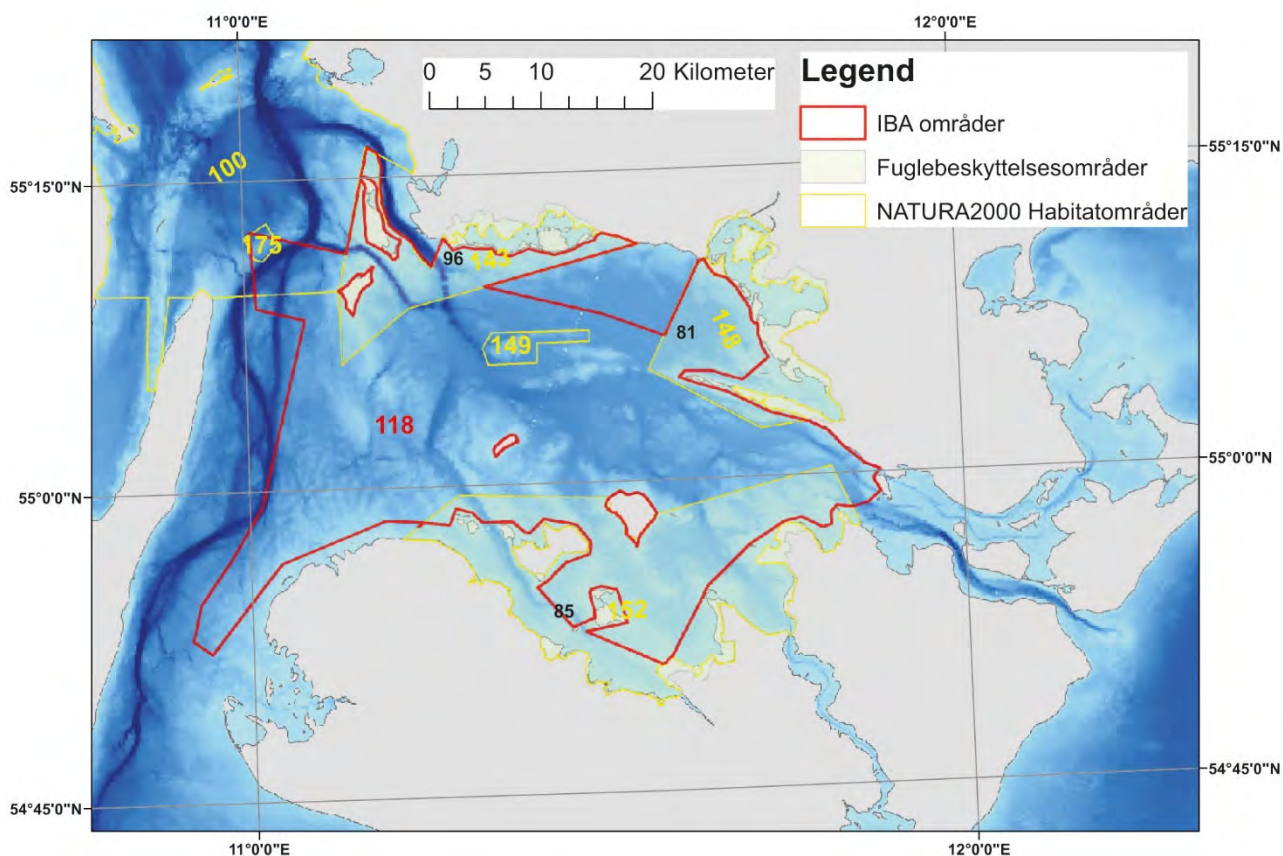 11°0'0"E
12°0'0"E
0 5 10 20 Kilometer
Legend
IBA områder
Fuglebeskyttelsesområder
NATURA2000 Habitatområder
55°15'0"N
55°15'0"N
100
175
96
143
81
148
149
118
55°0'0"N
55°0'0"N
85
152
54°45'0"N
54°45'0"N
11°0'0"E
12°0'0"E